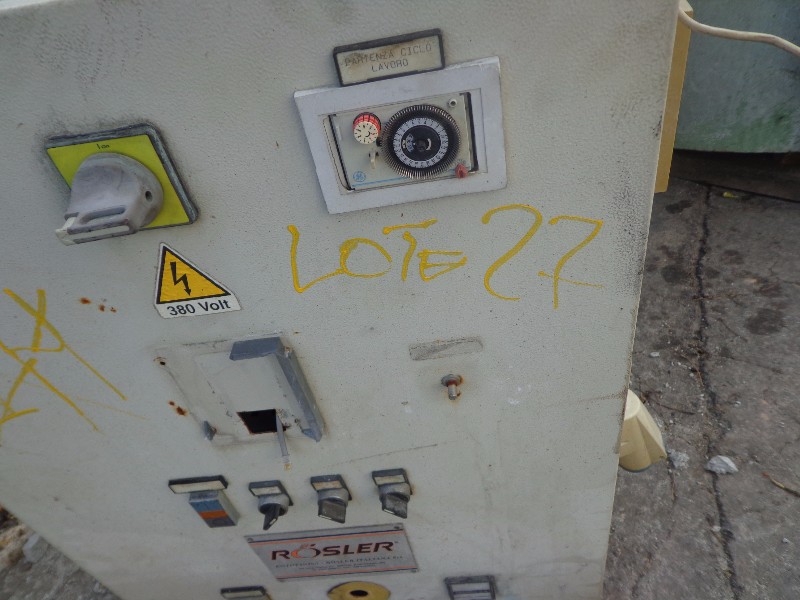 PARTENZA CICLO
LAVORO
LOTE 27
380 Volt
RÖSLER